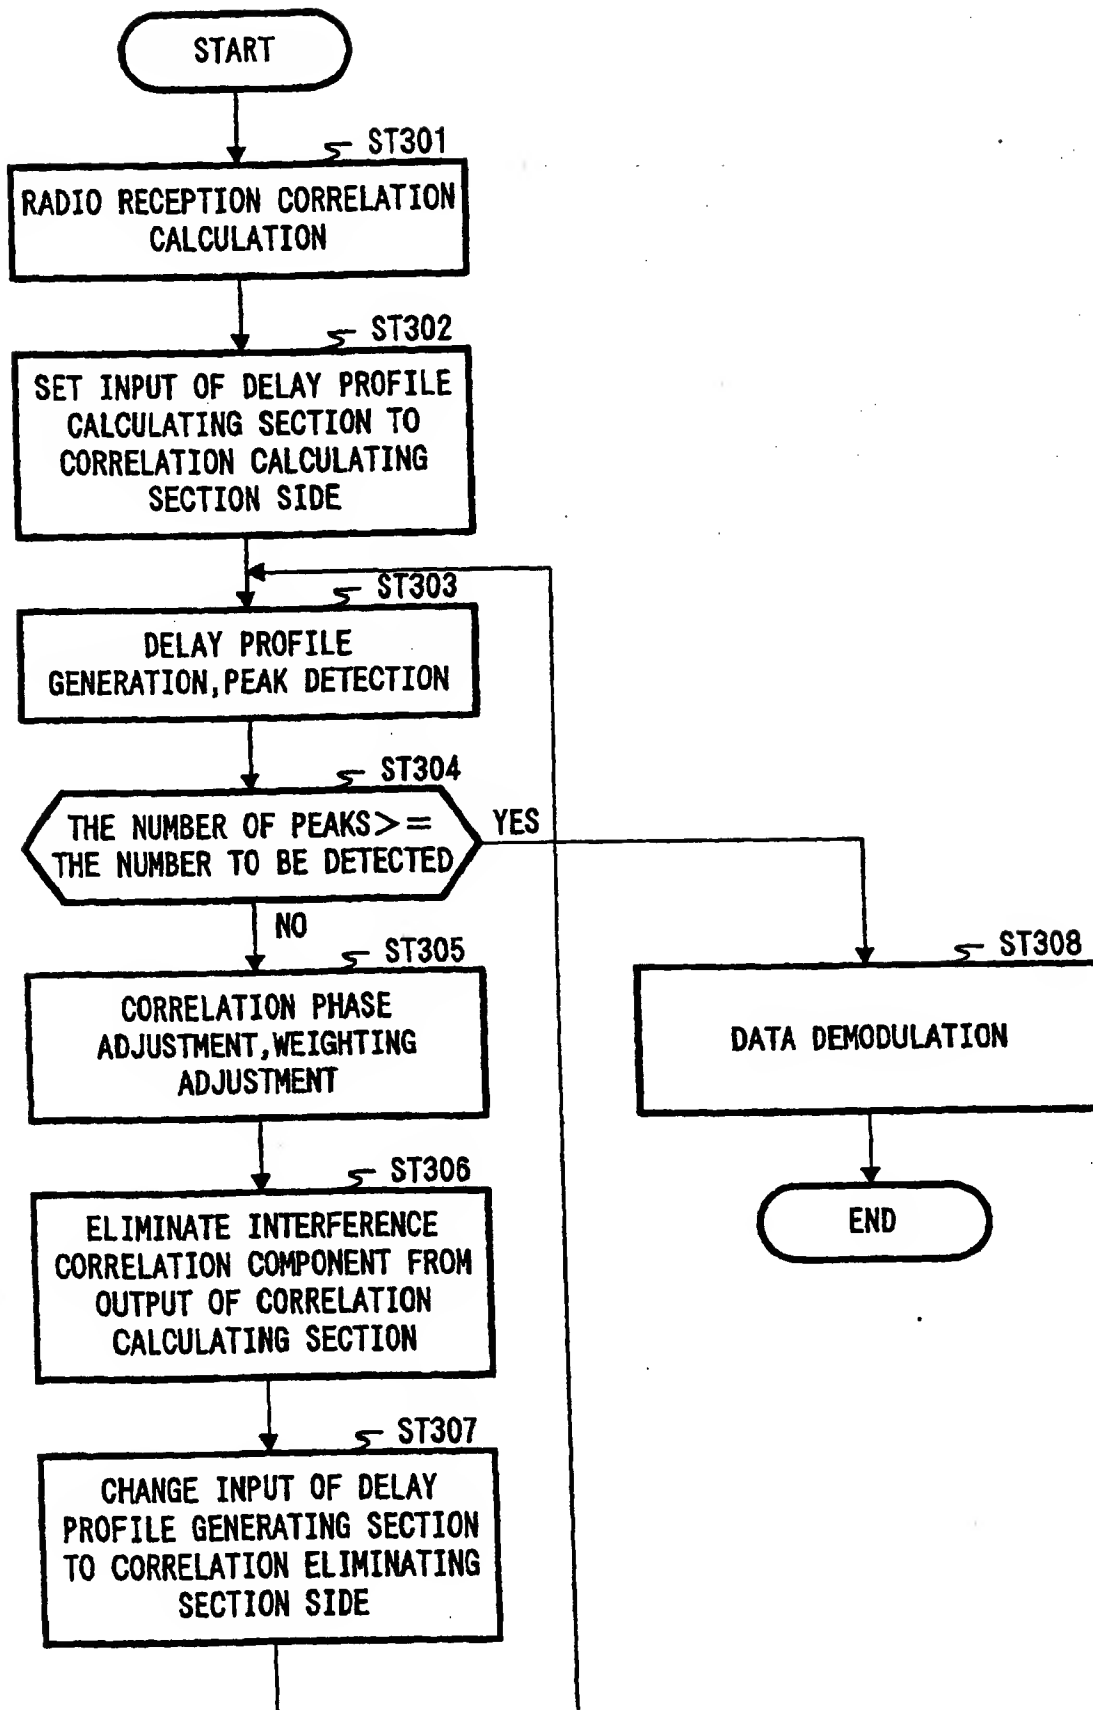 START
ST301
RADIO RECEPTION CORRELATION
CALCULATION
ST302
SET INPUT OF DELAY PROFILE
CALCULATING SECTION TO
CORRELATION CALCULATING
SECTION SIDE
ST303
DELAY PROFILE
GENERATION,PEAK DETECTION
ST304
THE NUMBER OF PEAKS>=
THE NUMBER TO BE DETECTED
YES
NO
ST305
CORRELATION PHASE
ADJUSTMENT,WEIGHTING
ADJUSTMENT
ST308
DATA DEMODULATION
ST306
ELIMINATE INTERFERENCE
CORRELATION COMPONENT FROM
OUTPUT OF CORRELATION
CALCULATING SECTION
END
ST307
CHANGE INPUT OF DELAY
PROFILE GENERATING SECTION
TO CORRELATION ELIMINATING
SECTION SIDE